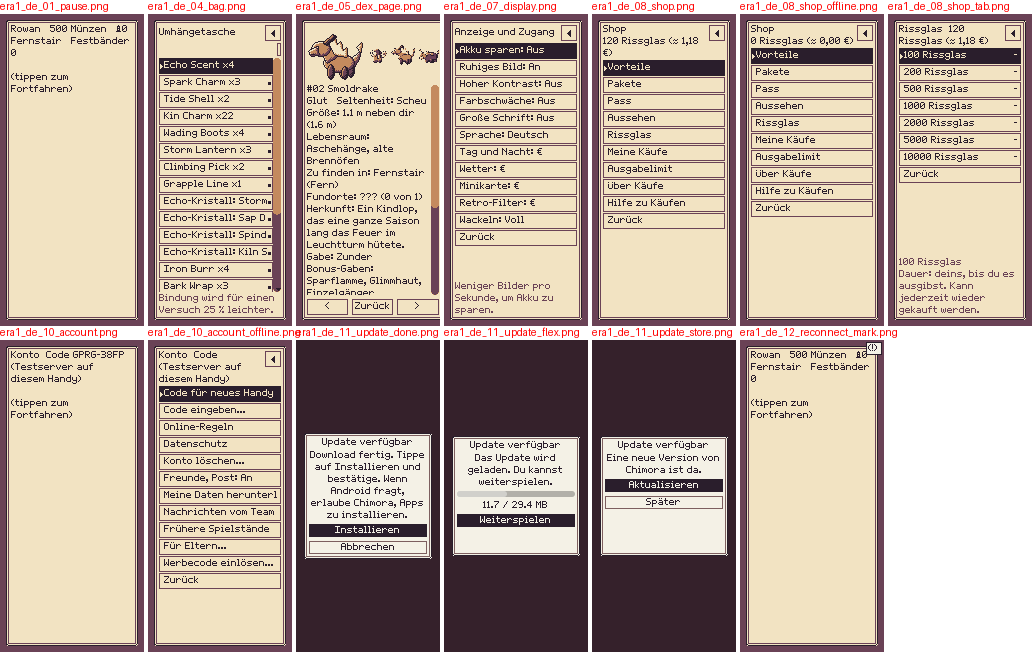 era1_de_01_pause.png
Rowan 500 Münzen
Fernstair Festbänder
0
(tippen zum
Fortfahren)
era1_de_04_bag.png
Umhängetasche
Echo Scent x4
Spark Charm x3
Tide Shell x2
Kin Charm x22
Wading Boots x4
Storm Lantern x3
Climbing Pick x2
Grapple Line x1
Echo-Kristall: Storm
Echo-Kristall: Sap D
Echo-Kristall: Spind
Echo-Kristall: Kiln S
Iron Burr x4
Bark Wrap x3
Bindung wird für einen
Versuch 25 % leichter.
era1_de_05_dex_page.png
#02 Smoldrake
Glut Seltenheit: Scheu
Größe: 1.1 m neben dir
(1.6 m)
Lebensraum:
Aschehänge, alte
Brennöfen
Zu finden in: Fernstair
(Fern)
Fundorte: ??? (0 von 1)
Herkunft: Ein Kindlop,
das eine ganze Saison
lang das Feuer im
Leuchtturm hütete.
Gabe: Zunder
Bonus-Gaben:
Sparflamme, Glimmhaut,
Einzelgänger
< Zurück >
era1_de_07_display.png
Anzeige und Zugang
Akku sparen: Aus
Ruhiges Bild: An
Hoher Kontrast: Aus
Farbschwäche: Aus
Große Schrift: Aus
Sprache: Deutsch
Tag und Nacht: €
Wetter: €
Minikarte: €
Retro-Filter: €
Wackeln: Voll
Zurück
Weniger Bilder pro
Sekunde, um Akku zu
sparen.
era1_de_08_shop.png
Shop
120 Rissglas (≈ 1,18
€)
Vorteile
Pakete
Pass
Aussehen
Rissglas
Meine Käufe
Ausgabelimit
Über Käufe
Hilfe zu Käufen
Zurück
era1_de_08_shop_offline.png
Shop
0 Rissglas (≈ 0,00 €)
Vorteile
Pakete
Pass
Aussehen
Rissglas
Meine Käufe
Ausgabelimit
Über Käufe
Hilfe zu Käufen
Zurück
era1_de_08_shop_tab.png
Rissglas 120
Rissglas (≈ 1,18 €)
100 Rissglas -
200 Rissglas -
500 Rissglas -
1000 Rissglas -
2000 Rissglas -
5000 Rissglas -
10000 Rissglas -
Zurück
100 Rissglas
Dauer: deins, bis du es
ausgibst. Kann
jederzeit wieder
gekauft werden.
era1_de_10_account.png
Konto Code GPRG-38FP
(Testserver auf
diesem Handy)
(tippen zum
Fortfahren)
era1_de_10_account_offline.png
Konto Code
(Testserver auf
diesem Handy)
Code für neues Handy
Code eingeben...
Online-Regeln
Datenschutz
Konto löschen...
Freunde, Post: An
Meine Daten herunterl
Nachrichten vom Team
Frühere Spielstände
Für Eltern...
Werbecode einlösen...
Zurück
era1_de_11_update_done.png
Update verfügbar
Download fertig. Tippe
auf Installieren und
bestätige. Wenn
Android fragt,
erlaube Chimora, Apps
zu installieren.
Installieren
Abbrechen
era1_de_11_update_flex.png
Update verfügbar
Das Update wird
geladen. Du kannst
weiterspielen.
11.7 / 29.4 MB
Weiterspielen
era1_de_11_update_store.png
Update verfügbar
Eine neue Version von
Chimora ist da.
Aktualisieren
Später
era1_de_12_reconnect_mark.png
Rowan 500 Münzen
Fernstair Festbänder
0
(tippen zum
Fortfahren)